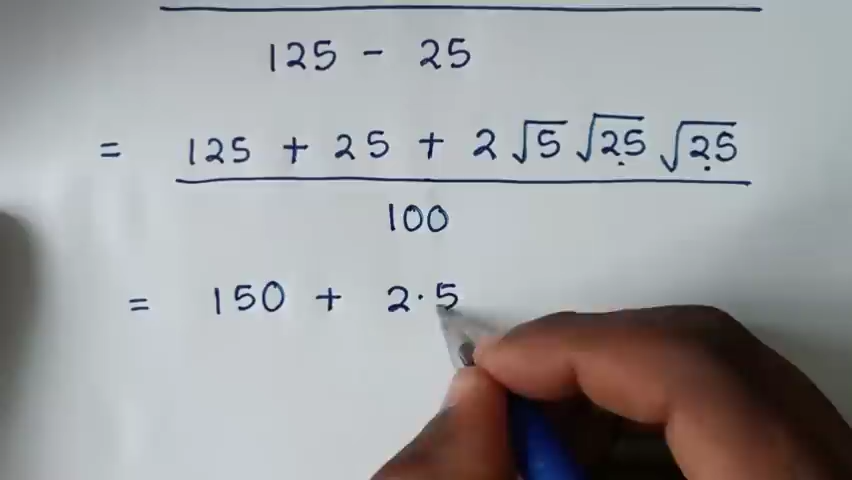 125 - 25
= 125 + 25 + 2 √5 √25 √25
100
= 150 + 2·5